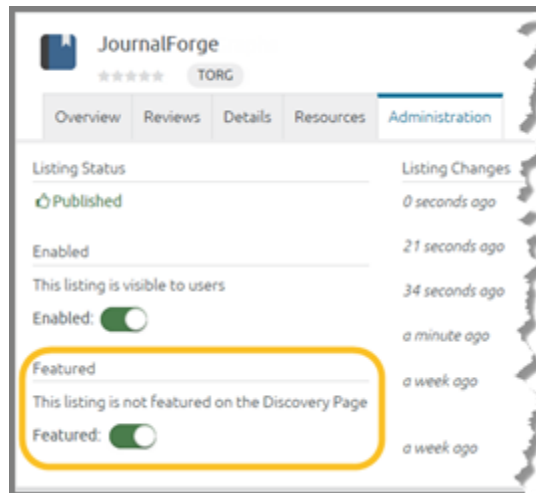 JournalForge
TORG
Overview Reviews Details Resources Administration
Listing Status
Published
Enabled
This listing is visible to users
Enabled:
Featured
This listing is not featured on the Discovery Page
Featured:
Listing Changes
0 seconds ago
21 seconds ago
34 seconds ago
a minute ago
a week ago
a week ago